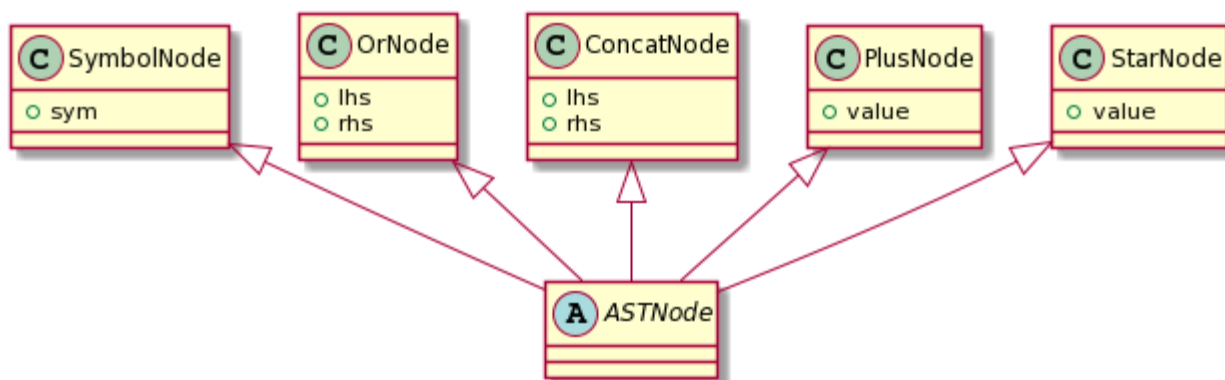 C SymbolNode
sym
C OrNode
lhs
rhs
C ConcatNode
lhs
rhs
C PlusNode
value
C StarNode
value
A ASTNode